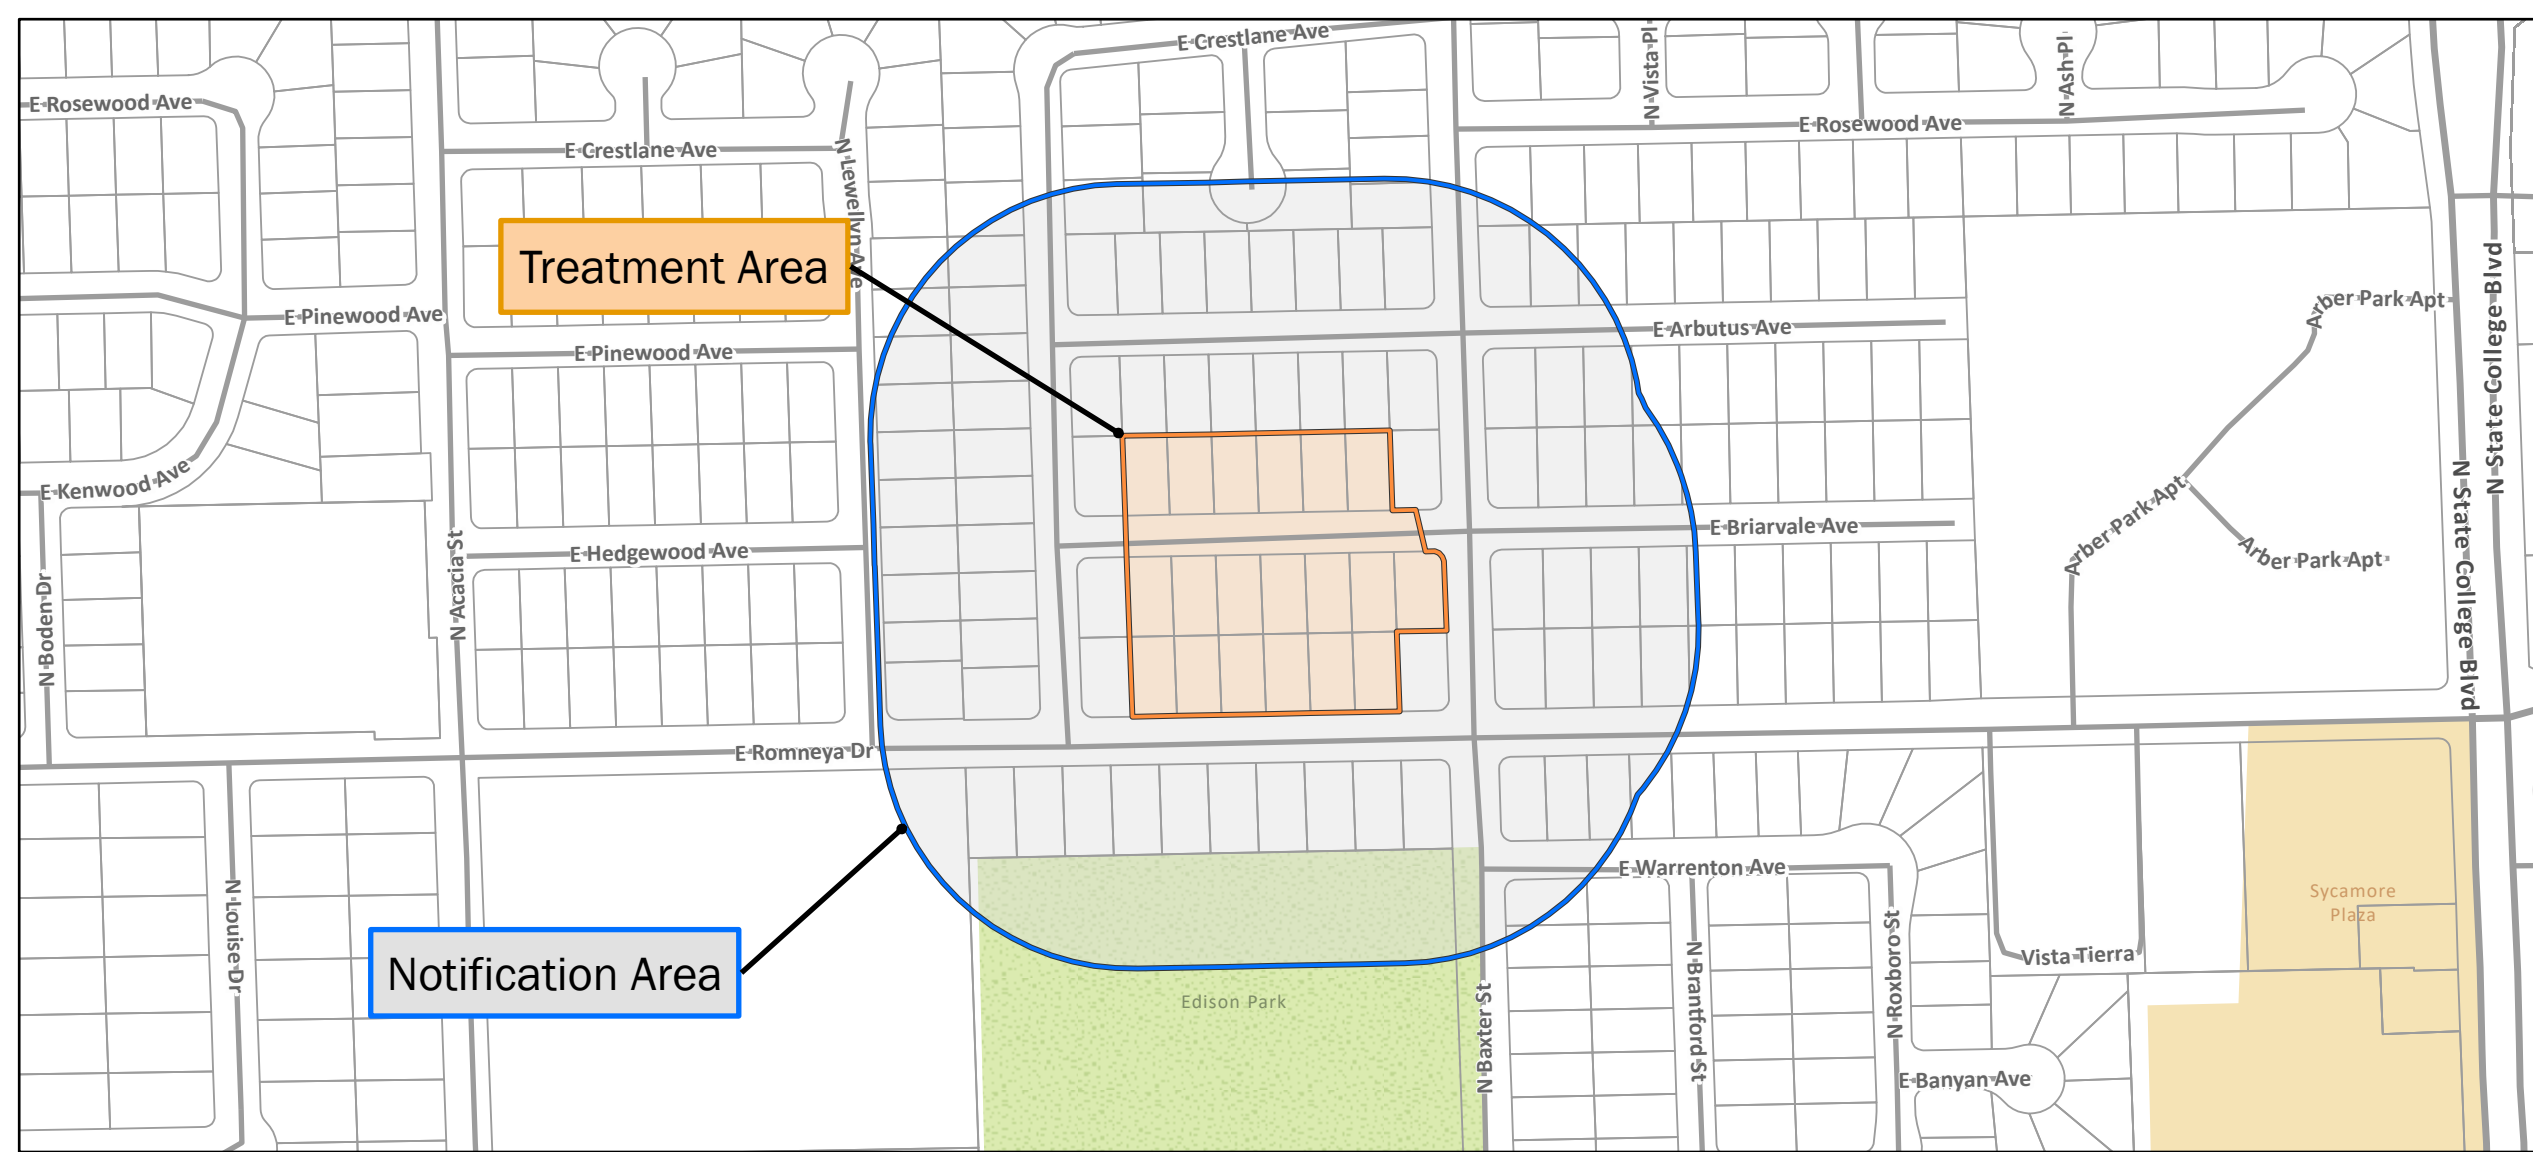 E Crestlane Ave
N Vista Pl
N Ash Pl
E Rosewood Ave
E Rosewood Ave
E Crestlane Ave
N Lewellyn Ave
Treatment Area
N State College Blvd
Arber Park Apt
E Pinewood Ave
E Arbutus Ave
E Pinewood Ave
E Kenwood Ave
Arber Park Apt
N State College Blvd
E Briarvale Ave
N Acacia St
E Hedgewood Ave
Arber Park Apt
N Boden Dr
E Romneya Dr
E Warrenton Ave
Sycamore
Plaza
N Louise Dr
Notification Area
N Roxboro St
Vista Tierra
Edison Park
N Baxter St
N Brantford St
E Banyan Ave